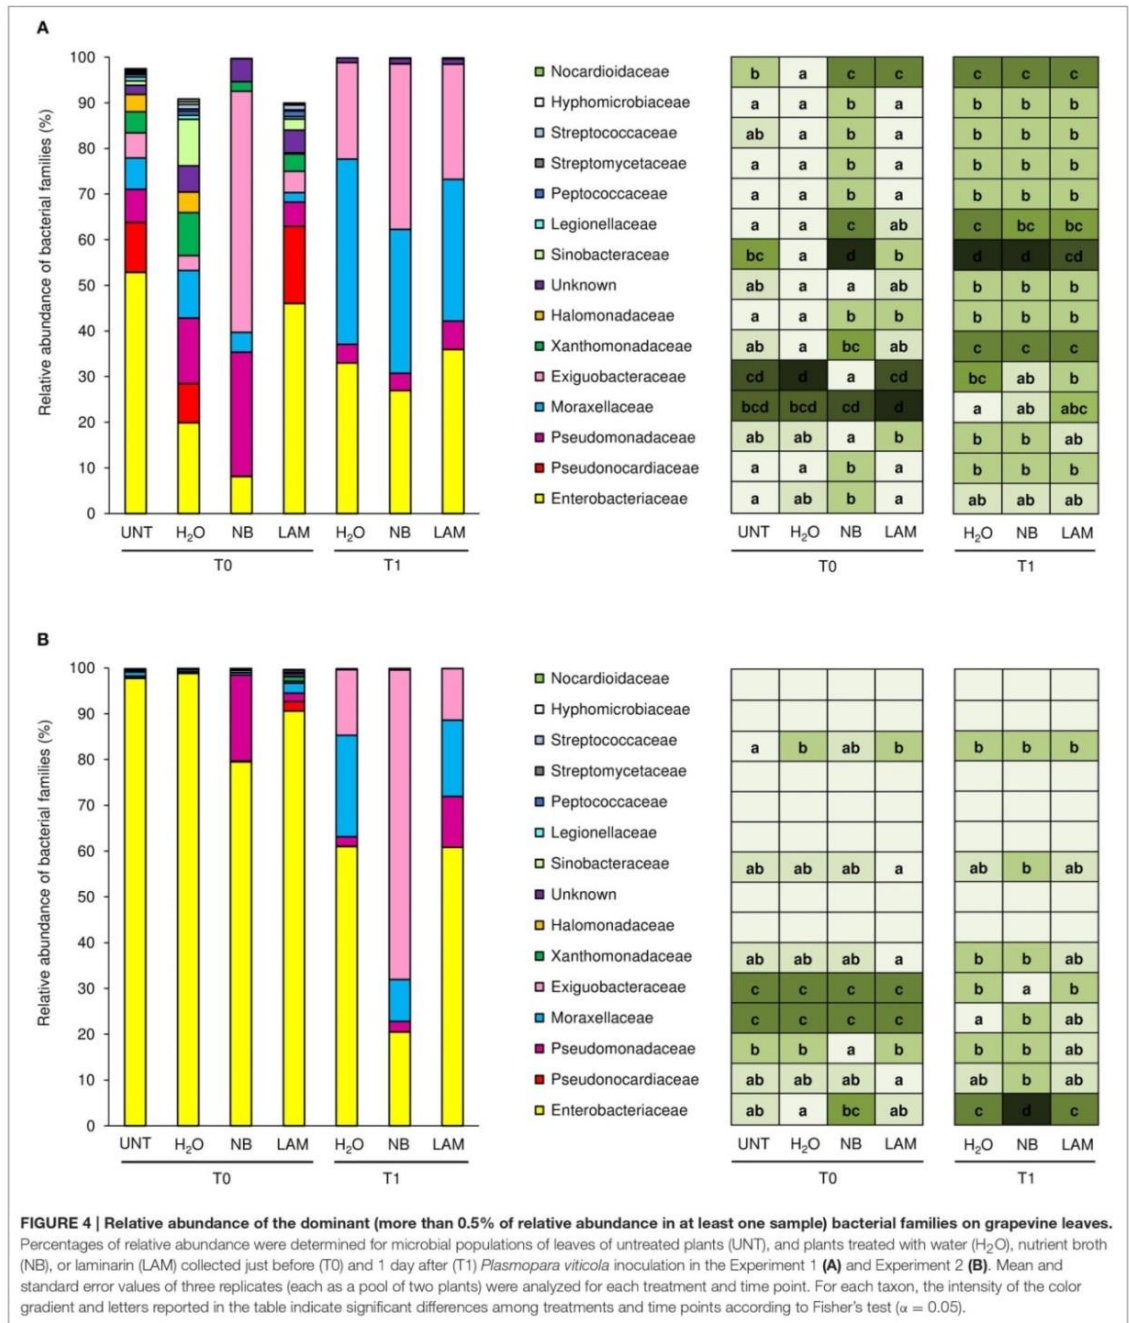 A
100
90
80
70
60
50
40
30
20
10
0
Relative abundance of bacterial families (%)
UNT H₂O NB LAM H₂O NB LAM
T0 T1
Nocardioidaceae b a c c c c c
Hyphomicrobiaceae a a b a b b b
Streptococcaceae ab a b a b b b
Streptomycetaceae a a b a b b b
Peptococcaceae a a b a b b b
Legionellaceae a a c ab c bc bc
Sinobacteraceae bc a d b d d cd
Unknown ab a a ab b b b
Halomonadaceae a a b b b b b
Xanthomonadaceae ab a bc ab c c c
Exiguobacteraceae cd d a cd bc ab b
Moraxellaceae bcd bcd cd d a ab abc
Pseudomonadaceae ab ab a b b b ab
Pseudonocardiaceae a a b a b b b
Enterobacteriaceae a ab b a ab ab ab
UNT H₂O NB LAM H₂O NB LAM
T0 T1
B
100
90
80
70
60
50
40
30
20
10
0
Relative abundance of bacterial families (%)
UNT H₂O NB LAM H₂O NB LAM
T0 T1
Nocardioidaceae
Hyphomicrobiaceae
Streptococcaceae a b ab b b b b
Streptomycetaceae
Peptococcaceae
Legionellaceae
Sinobacteraceae ab ab ab a ab b ab
Unknown
Halomonadaceae
Xanthomonadaceae ab ab ab a b b ab
Exiguobacteraceae c c c c b a b
Moraxellaceae c c c c a b ab
Pseudomonadaceae b b a b b b ab
Pseudonocardiaceae ab ab ab a ab b ab
Enterobacteriaceae ab a bc ab c d c
UNT H₂O NB LAM H₂O NB LAM
T0 T1
FIGURE 4 | Relative abundance of the dominant (more than 0.5% of relative abundance in at least one sample) bacterial families on grapevine leaves.
Percentages of relative abundance were determined for microbial populations of leaves of untreated plants (UNT), and plants treated with water (H₂O), nutrient broth
(NB), or laminarin (LAM) collected just before (T0) and 1 day after (T1) Plasmopara viticola inoculation in the Experiment 1 (A) and Experiment 2 (B). Mean and
standard error values of three replicates (each as a pool of two plants) were analyzed for each treatment and time point. For each taxon, the intensity of the color
gradient and letters reported in the table indicate significant differences among treatments and time points according to Fisher's test (α = 0.05).